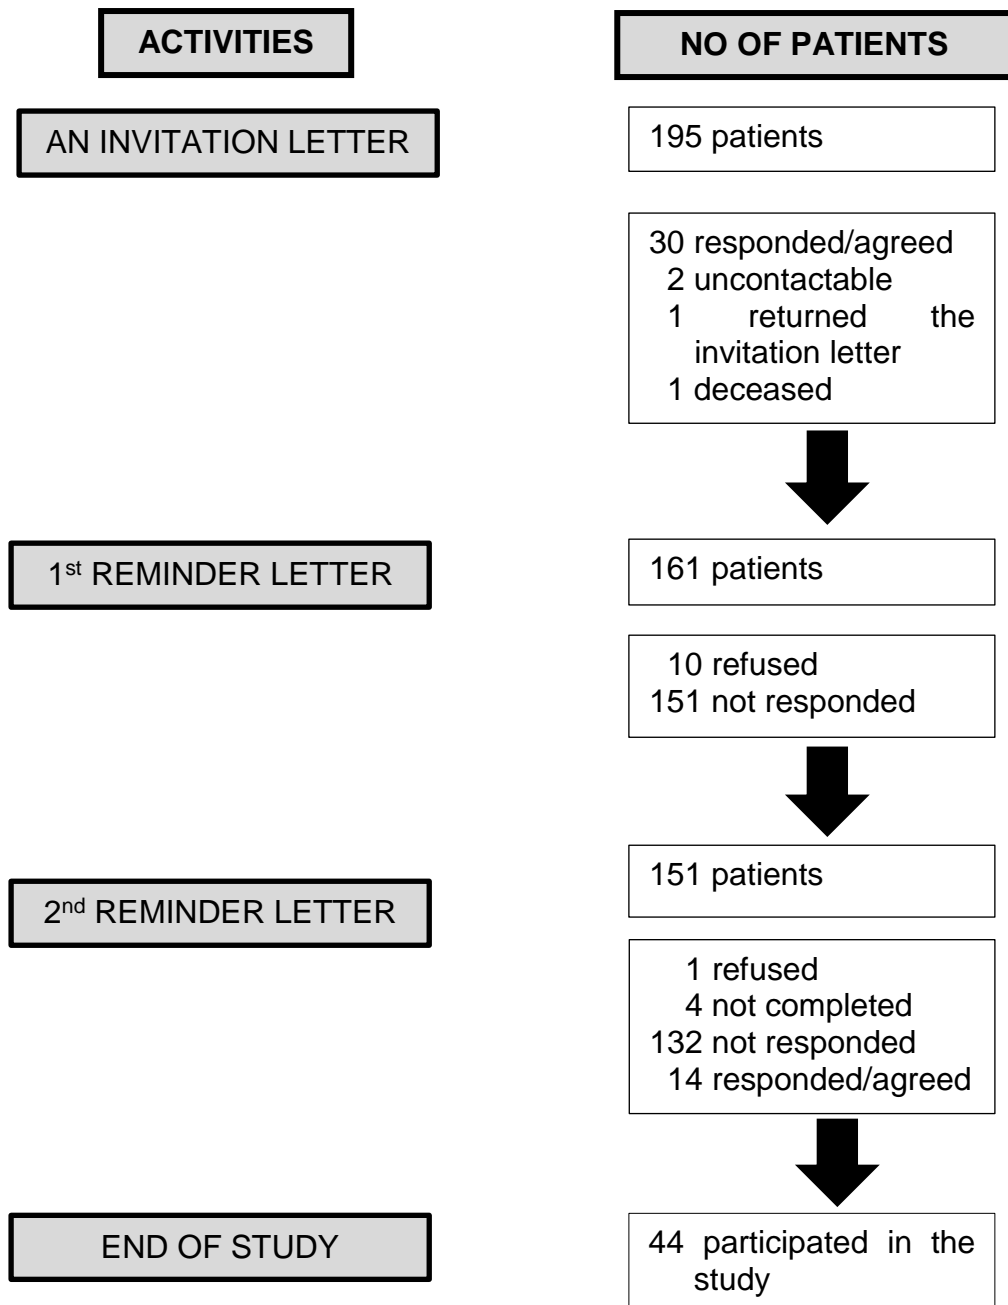 ACTIVITIES
NO OF PATIENTS
AN INVITATION LETTER
195 patients
30 responded/agreed
2 uncontactable
1 returned the
invitation letter
1 deceased
1st REMINDER LETTER
161 patients
10 refused
151 not responded
2nd REMINDER LETTER
151 patients
1 refused
4 not completed
132 not responded
14 responded/agreed
END OF STUDY
44 participated in the
study